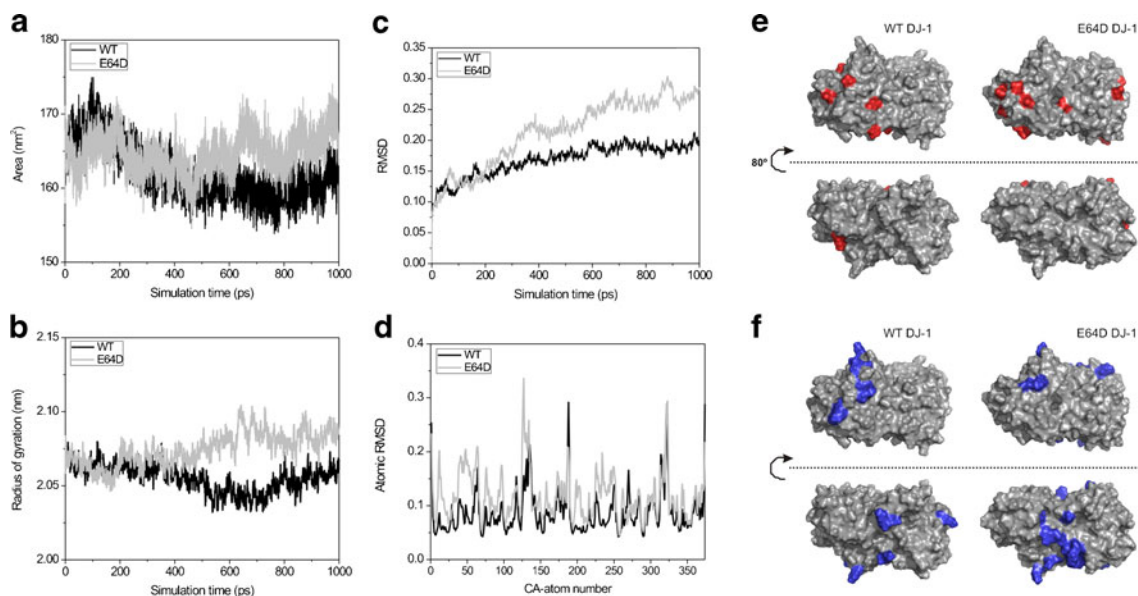 a
180
WT
E64D
170
160
150
Area (nm²)
0 200 400 600 800 1000
Simulation time (ps)
b
2.15
WT
E64D
2.10
2.05
2.00
Radius of gyration (nm)
0 200 400 600 800 1000
Simulation time (ps)
c
0.35
WT
E64D
0.30
0.25
0.20
0.15
0.10
0.05
0.00
RMSD
0 200 400 600 800 1000
Simulation time (ps)
d
0.4
WT
E64D
0.3
0.2
0.1
0.0
Atomic RMSD
0 50 100 150 200 250 300 350
CA-atom number
e
WT DJ-1 E64D DJ-1
80º
f
WT DJ-1 E64D DJ-1